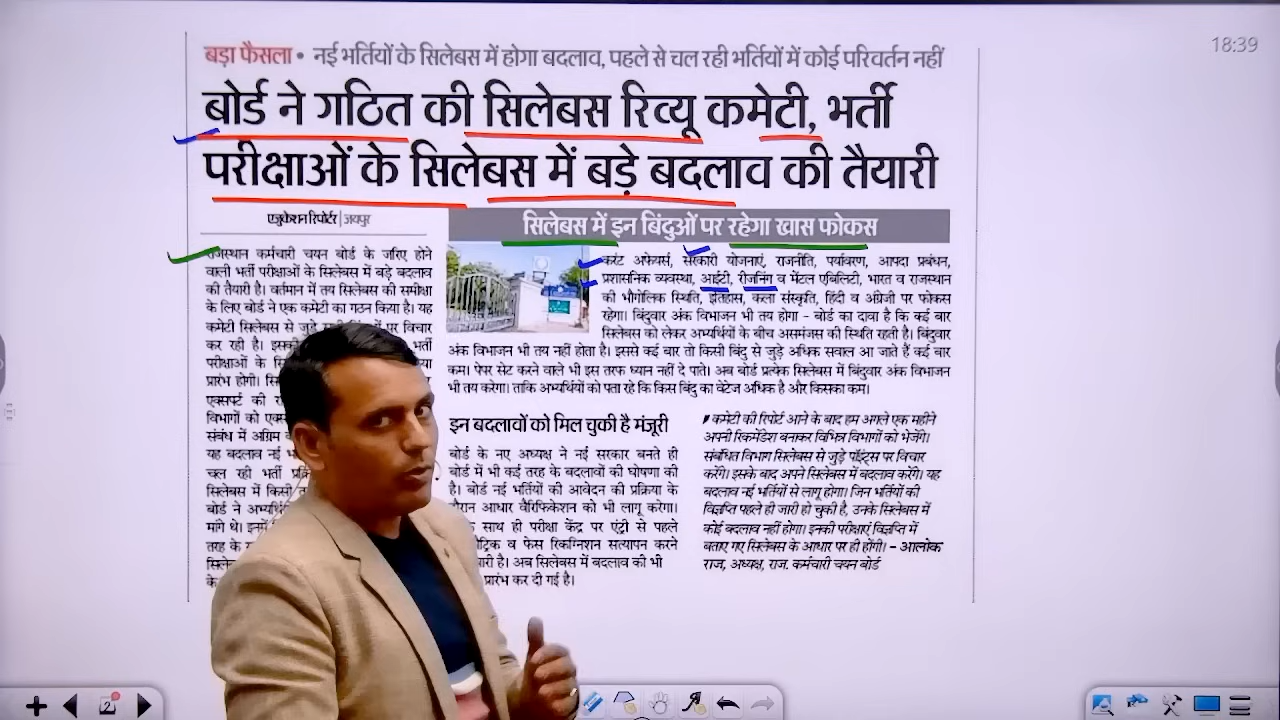 18:39
बड़ा फैसला • नई भर्तियों के सिलेबस में होगा बदलाव, पहले से चल रही भर्तियों में कोई परिवर्तन नहीं
बोर्ड ने गठित की सिलेबस रिव्यू कमेटी, भर्ती
परीक्षाओं के सिलेबस में बड़े बदलाव की तैयारी
एजुकेशन रिपोर्टर | जयपुर
राजस्थान कर्मचारी चयन बोर्ड के जरिए होने
वाली भर्ती परीक्षाओं के सिलेबस में बड़े बदलाव
की तैयारी है। वर्तमान में तय सिलेबस की समीक्षा
के लिए बोर्ड ने एक कमेटी का गठन किया है। यह
कमेटी सिलेबस से जुड़े पर विचार
कर रही है। इसकी भर्ती
परीक्षाओं के
प्रारंभ होगी।
एक्सपर्ट की
विभागों को
संबंध में अग्रिम
यह बदलाव नई
चल रही भर्ती
सिलेबस में किसी
बोर्ड ने
मांगे थे। इनमें
तरह के
के
सिलेबस में इन बिंदुओं पर रहेगा खास फोकस
करंट अफेयर्स, सरकारी योजनाएं, राजनीति, पर्यावरण, आपदा प्रबंधन,
प्रशासनिक व्यवस्था, आईटी, रीजनिंग व मेंटल एबिलिटी, भारत व राजस्थान
की भौगोलिक स्थिति, इतिहास, कला संस्कृति, हिंदी व अंग्रेजी पर फोकस
रहेगा। बिंदुवार अंक विभाजन भी तय होगा - बोर्ड का दावा है कि कई बार
सिलेबस को लेकर अभ्यर्थियों के बीच असमंजस की स्थिति रहती है। बिंदुवार
अंक विभाजन भी तय नहीं होता है। इससे कई बार तो किसी बिंदु से जुड़े अधिक सवाल आ जाते हैं कई बार
कम। पेपर सेट करने वाले भी इस तरफ ध्यान नहीं दे पाते। अब बोर्ड प्रत्येक सिलेबस में बिंदुवार अंक विभाजन
भी तय करेगा। ताकि अभ्यर्थियों को पता रहे कि किस बिंदु का वेटेज अधिक है और किसका कम।
इन बदलावों को मिल चुकी है मंजूरी
बोर्ड के नए अध्यक्ष ने नई सरकार बनते ही
बोर्ड में भी कई तरह के बदलावों की घोषणा की
है। बोर्ड नई भर्तियों की आवेदन की प्रक्रिया के
दौरान आधार वैरिफिकेशन को भी लागू करेगा।
साथ ही परीक्षा केंद्र पर एंट्री से पहले
व फेस रिकग्निशन सत्यापन करने
है। अब सिलेबस में बदलाव की भी
प्रारंभ कर दी गई है।
कमेटी की रिपोर्ट आने के बाद हम अगले एक महीने
अपनी रिकमेंडेशन बनाकर विभिन्न विभागों को भेजेंगे।
संबंधित विभाग सिलेबस से जुड़े पॉइंट्स पर विचार
करेंगे। इसके बाद अपने सिलेबस में बदलाव करेंगे। यह
बदलाव नई भर्तियों से लागू होगा। जिन भर्तियों की
विज्ञप्ति पहले ही जारी हो चुकी है, उनके सिलेबस में
कोई बदलाव नहीं होगा। इनकी परीक्षाएं विज्ञप्ति में
बताए गए सिलेबस के आधार पर ही होंगी। - आलोक
राज, अध्यक्ष, राज. कर्मचारी चयन बोर्ड
2